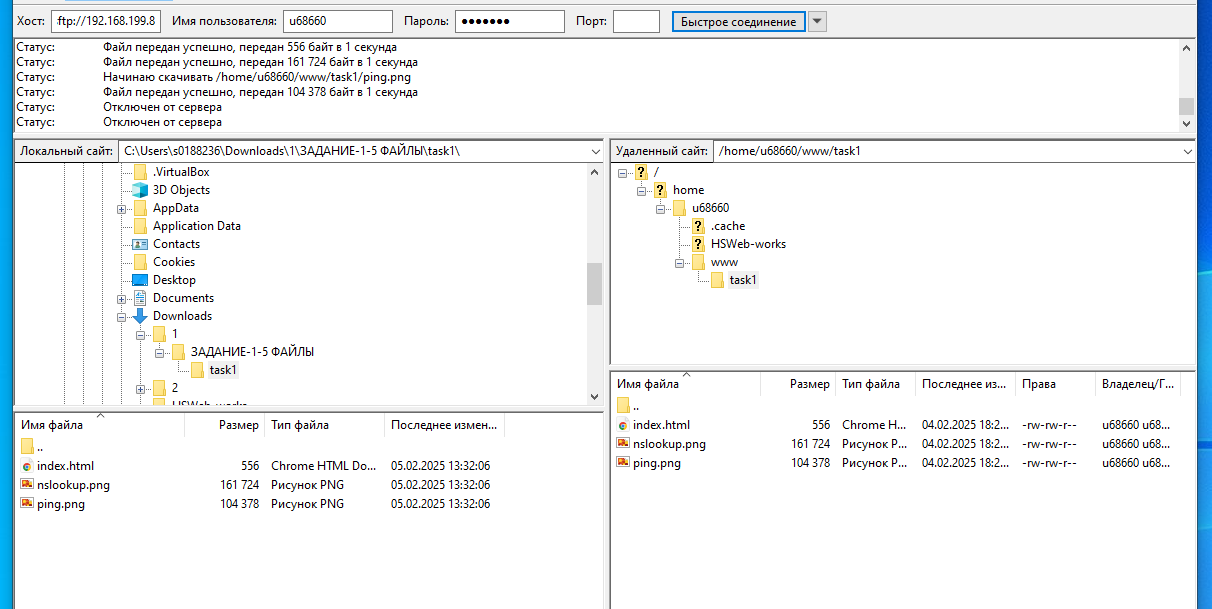 Хост: ftp://192.168.199.8 Имя пользователя: u68660 Пароль: ●●●●●●● Порт: Быстрое соединение
Статус: Файл передан успешно, передан 556 байт в 1 секунда
Статус: Файл передан успешно, передан 161 724 байт в 1 секунда
Статус: Начинаю скачивать /home/u68660/www/task1/ping.png
Статус: Файл передан успешно, передан 104 378 байт в 1 секунда
Статус: Отключен от сервера
Статус: Отключен от сервера
Локальный сайт: C:\Users\s0188236\Downloads\1\ЗАДАНИЕ-1-5 ФАЙЛЫ\task1\
.VirtualBox
3D Objects
AppData
Application Data
Contacts
Cookies
Desktop
Documents
Downloads
1
ЗАДАНИЕ-1-5 ФАЙЛЫ
task1
2
HSWeb-works
Имя файла Размер Тип файла Последнее измен...
..
index.html 556 Chrome HTML Do... 05.02.2025 13:32:06
nslookup.png 161 724 Рисунок PNG 05.02.2025 13:32:06
ping.png 104 378 Рисунок PNG 05.02.2025 13:32:06
Удаленный сайт: /home/u68660/www/task1
/
home
u68660
.cache
HSWeb-works
www
task1
Имя файла Размер Тип файла Последнее из... Права Владелец/Г...
..
index.html 556 Chrome H... 04.02.2025 18:2... -rw-rw-r-- u68660 u68...
nslookup.png 161 724 Рисунок P... 04.02.2025 18:2... -rw-rw-r-- u68660 u68...
ping.png 104 378 Рисунок P... 04.02.2025 18:2... -rw-rw-r-- u68660 u68...